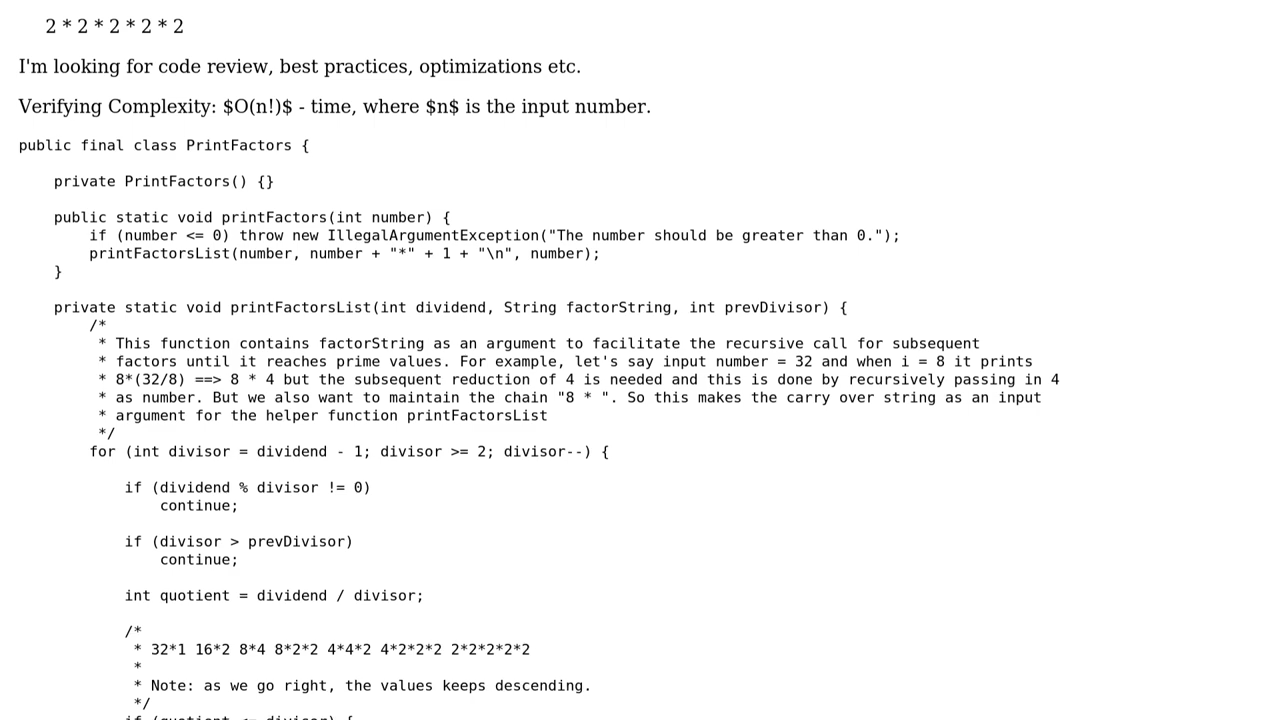 2 * 2 * 2 * 2 * 2
I'm looking for code review, best practices, optimizations etc.
Verifying Complexity: $O(n!)$ - time, where $n$ is the input number.
public final class PrintFactors {
private PrintFactors() {}
public static void printFactors(int number) {
if (number <= 0) throw new IllegalArgumentException("The number should be greater than 0.");
printFactorsList(number, number + "*" + 1 + "\n", number);
}
private static void printFactorsList(int dividend, String factorString, int prevDivisor) {
/*
* This function contains factorString as an argument to facilitate the recursive call for subsequent
* factors until it reaches prime values. For example, let's say input number = 32 and when i = 8 it prints
* 8*(32/8) ==> 8 * 4 but the subsequent reduction of 4 is needed and this is done by recursively passing in 4
* as number. But we also want to maintain the chain "8 * ". So this makes the carry over string as an input
* argument for the helper function printFactorsList
*/
for (int divisor = dividend - 1; divisor >= 2; divisor--) {
if (dividend % divisor != 0)
continue;
if (divisor > prevDivisor)
continue;
int quotient = dividend / divisor;
/*
* 32*1 16*2 8*4 8*2*2 4*4*2 4*2*2*2 2*2*2*2*2
*
* Note: as we go right, the values keeps descending.
*/
if (quotient <= divisor) {